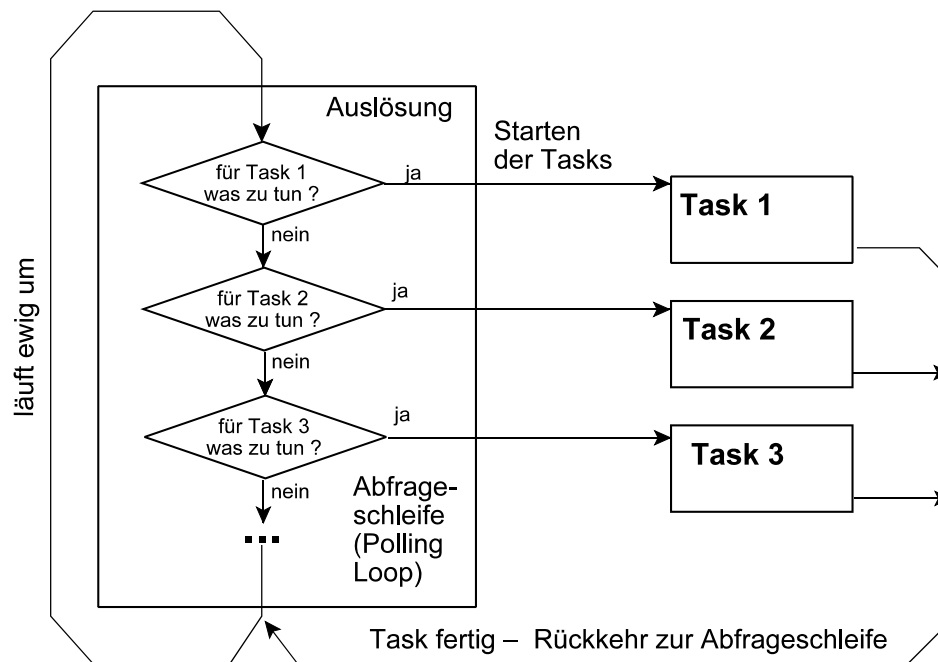 Auslösung
Starten
der Tasks
für Task 1
was zu tun ?
ja
Task 1
nein
für Task 2
was zu tun ?
ja
Task 2
nein
für Task 3
was zu tun ?
ja
Task 3
nein
...
Abfrage-
schleife
(Polling
Loop)
läuft ewig um
Task fertig – Rückkehr zur Abfrageschleife